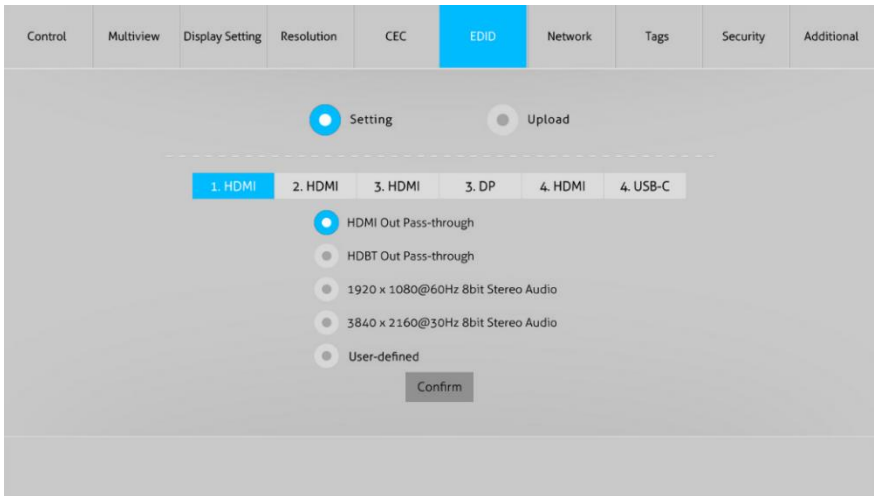 Control Multiview Display Setting Resolution CEC EDID Network Tags Security Additional
Setting Upload
1. HDMI 2. HDMI 3. HDMI 3. DP 4. HDMI 4. USB-C
HDMI Out Pass-through
HDBT Out Pass-through
1920 x 1080@60Hz 8bit Stereo Audio
3840 x 2160@30Hz 8bit Stereo Audio
User-defined
Confirm